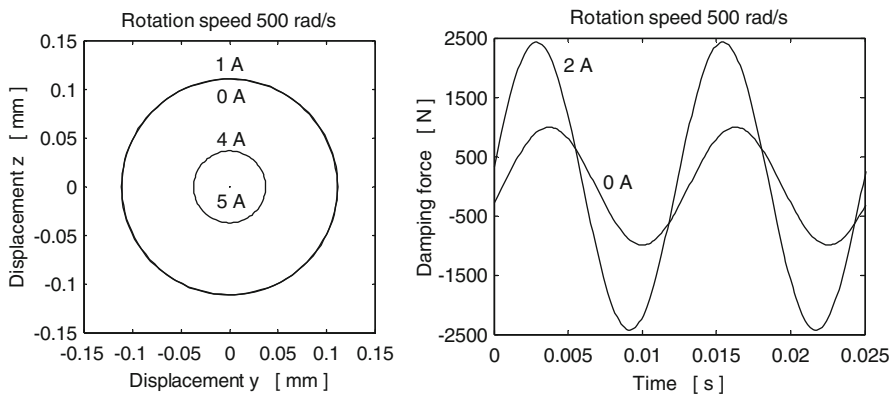 Rotation speed 500 rad/s
0.15
0.1
0.05
0
-0.05
-0.1
-0.15
Displacement z [ mm ]
1 A
0 A
4 A
5 A
-0.15 -0.10 -0.05 0 0.05 0.10 0.15
Displacement y [ mm ]
Rotation speed 500 rad/s
2500
1500
500
-500
-1500
-2500
Damping force [ N ]
2 A
0 A
0 0.005 0.01 0.015 0.02 0.025
Time [ s ]